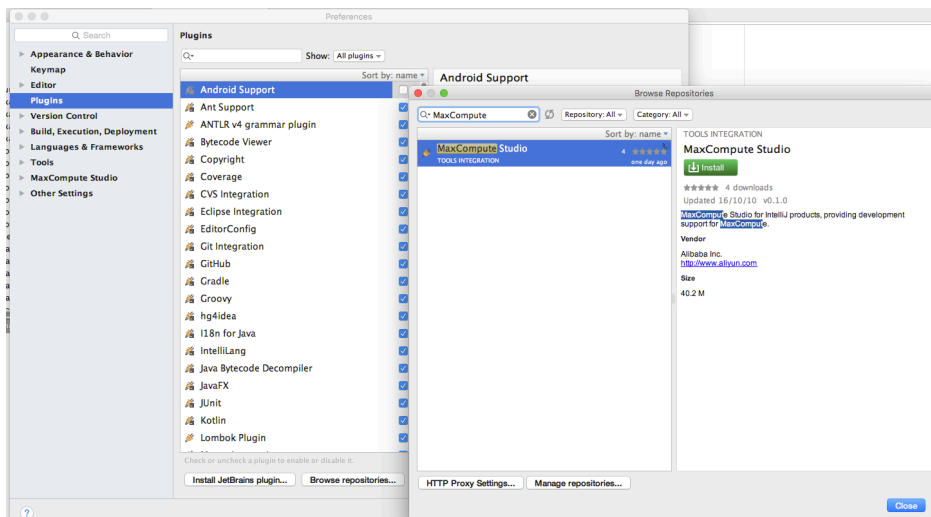 Preferences
Search
Appearance & Behavior
Keymap
Editor
Plugins
Version Control
Build, Execution, Deployment
Languages & Frameworks
Tools
MaxCompute Studio
Other Settings
Plugins
Show: All plugins
Sort by: name
Android Support
Ant Support
ANTLR v4 grammar plugin
Bytecode Viewer
Copyright
Coverage
CVS Integration
Eclipse Integration
EditorConfig
Git Integration
GitHub
Gradle
Groovy
hg4idea
I18n for Java
IntelliLang
Java Bytecode Decompiler
JavaFX
JUnit
Kotlin
Lombok Plugin
Check or uncheck a plugin to enable or disable it.
Install JetBrains plugin...
Browse repositories...
?
Android Support
Browse Repositories
MaxCompute
Repository: All
Category: All
Sort by: name
MaxCompute Studio
TOOLS INTEGRATION
4
one day ago
TOOLS INTEGRATION
MaxCompute Studio
Install
4 downloads
Updated 16/10/10 v0.1.0
MaxCompute Studio for IntelliJ products, providing development
support for MaxCompute.
Vendor
Alibaba Inc.
http://www.aliyun.com
Size
40.2 M
HTTP Proxy Settings...
Manage repositories...
Close